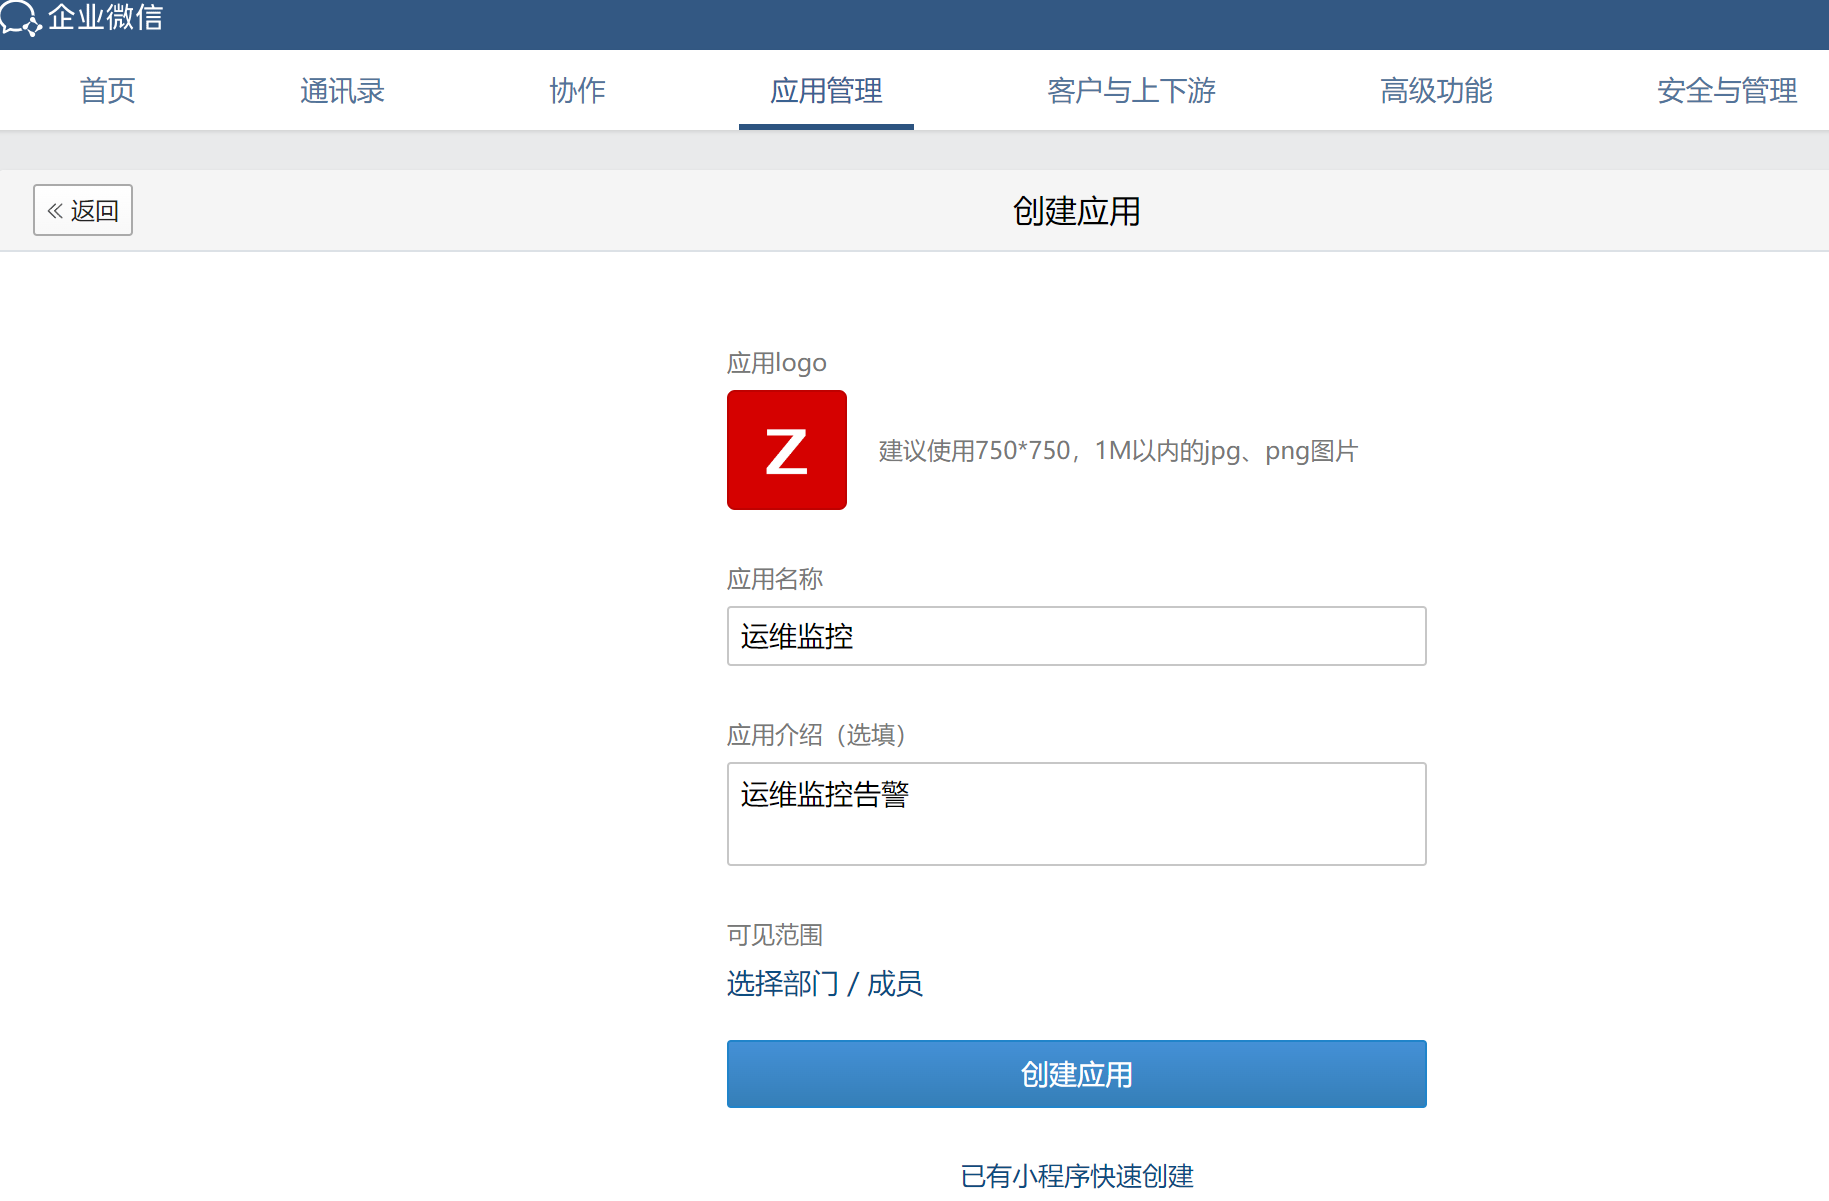 企业微信
首页 通讯录 协作 应用管理 客户与上下游 高级功能 安全与管理
« 返回 创建应用
应用logo
Z
建议使用750*750，1M以内的jpg、png图片
应用名称
运维监控
应用介绍（选填）
运维监控告警
可见范围
选择部门 / 成员
创建应用
已有小程序快速创建